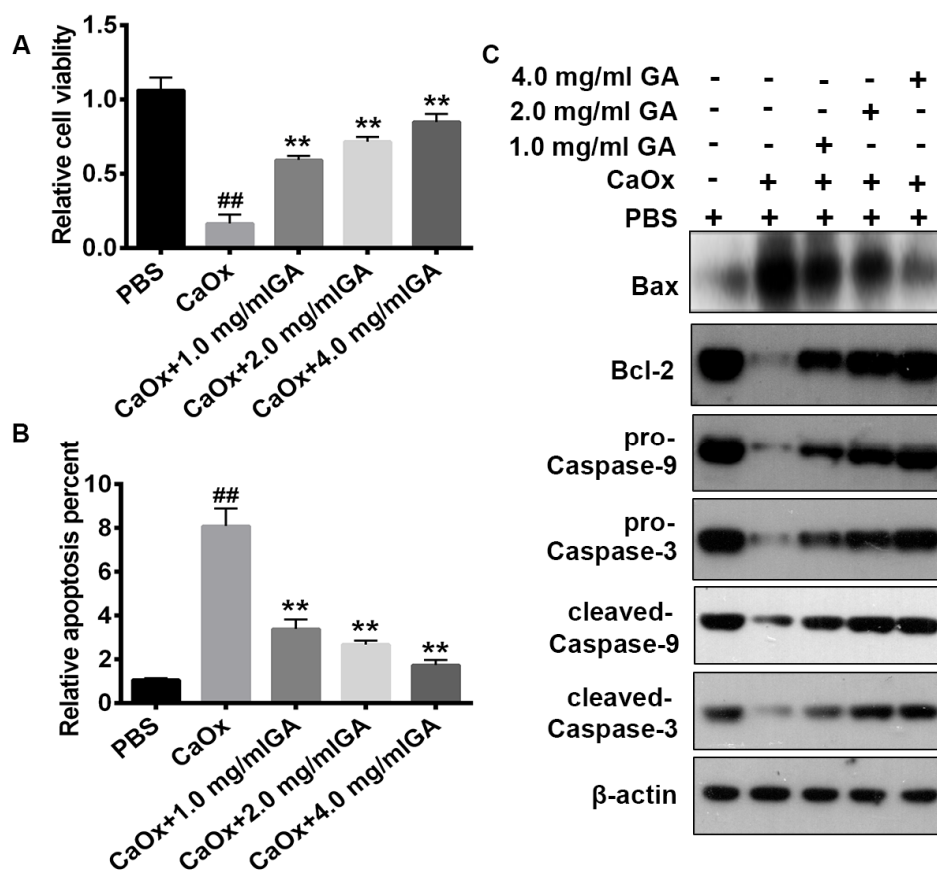 A
Relative cell viablity
1.5
1.0
0.5
0.0
**
**
**
##
PBS
CaOx
CaOx+1.0 mg/mlGA
CaOx+2.0 mg/mlGA
CaOx+4.0 mg/mlGA
B
Relative apoptosis percent
10
8
6
4
2
0
##
**
**
**
PBS
CaOx
CaOx+1.0 mg/mlGA
CaOx+2.0 mg/mlGA
CaOx+4.0 mg/mlGA
C
4.0 mg/ml GA - - - - +
2.0 mg/ml GA - - - + -
1.0 mg/ml GA - - + - -
CaOx - + + + +
PBS + + + + +
Bax
Bcl-2
pro-
Caspase-9
pro-
Caspase-3
cleaved-
Caspase-9
cleaved-
Caspase-3
β-actin